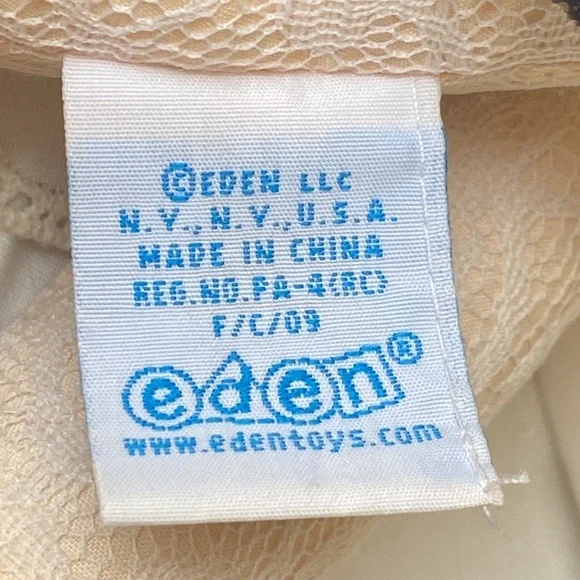 ©EDEN LLC
N.Y., N.Y., U.S.A.
MADE IN CHINA
REG.NO.PA-4(RC)
F/C/09
eden®
www.edentoys.com